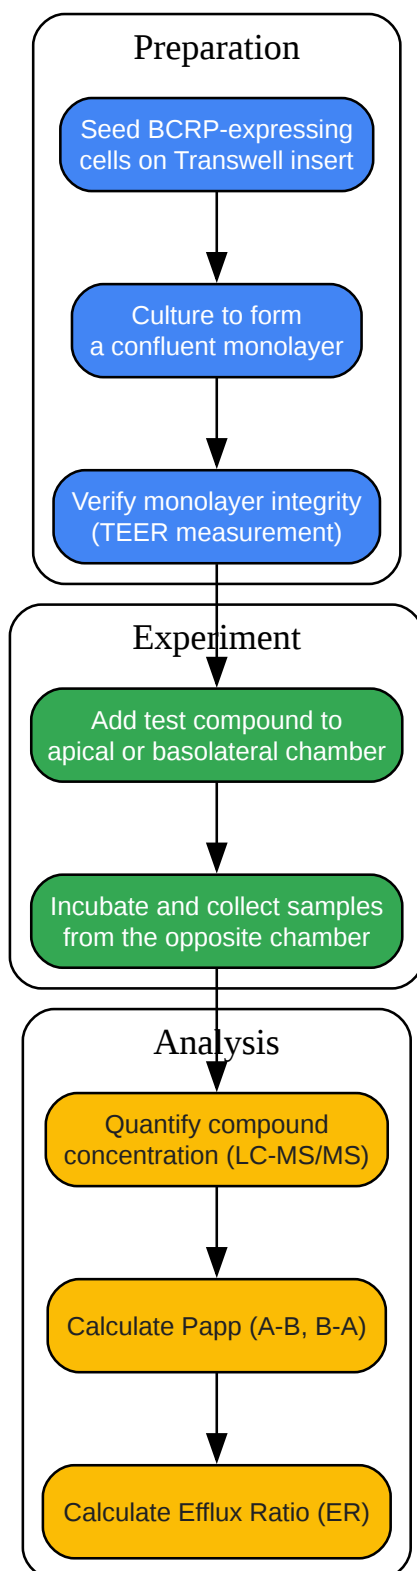 Preparation
Seed BCRP-expressing
cells on Transwell insert
Culture to form
a confluent monolayer
Verify monolayer integrity
(TEER measurement)
Experiment
Add test compound to
apical or basolateral chamber
Incubate and collect samples
from the opposite chamber
Analysis
Quantify compound
concentration (LC-MS/MS)
Calculate Papp (A-B, B-A)
Calculate Efflux Ratio (ER)